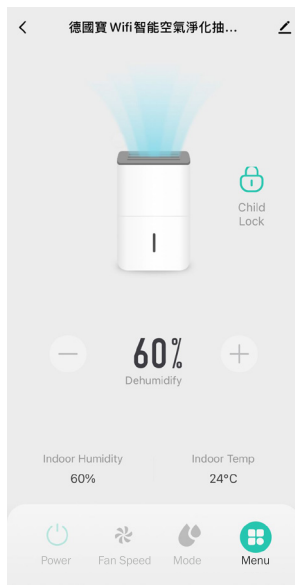 德國寶 Wifi 智能空氣淨化抽...
Child
Lock
60%
Dehumidify
Indoor Humidity
Indoor Temp
60%
24°C
Power
Fan Speed
Mode
Menu